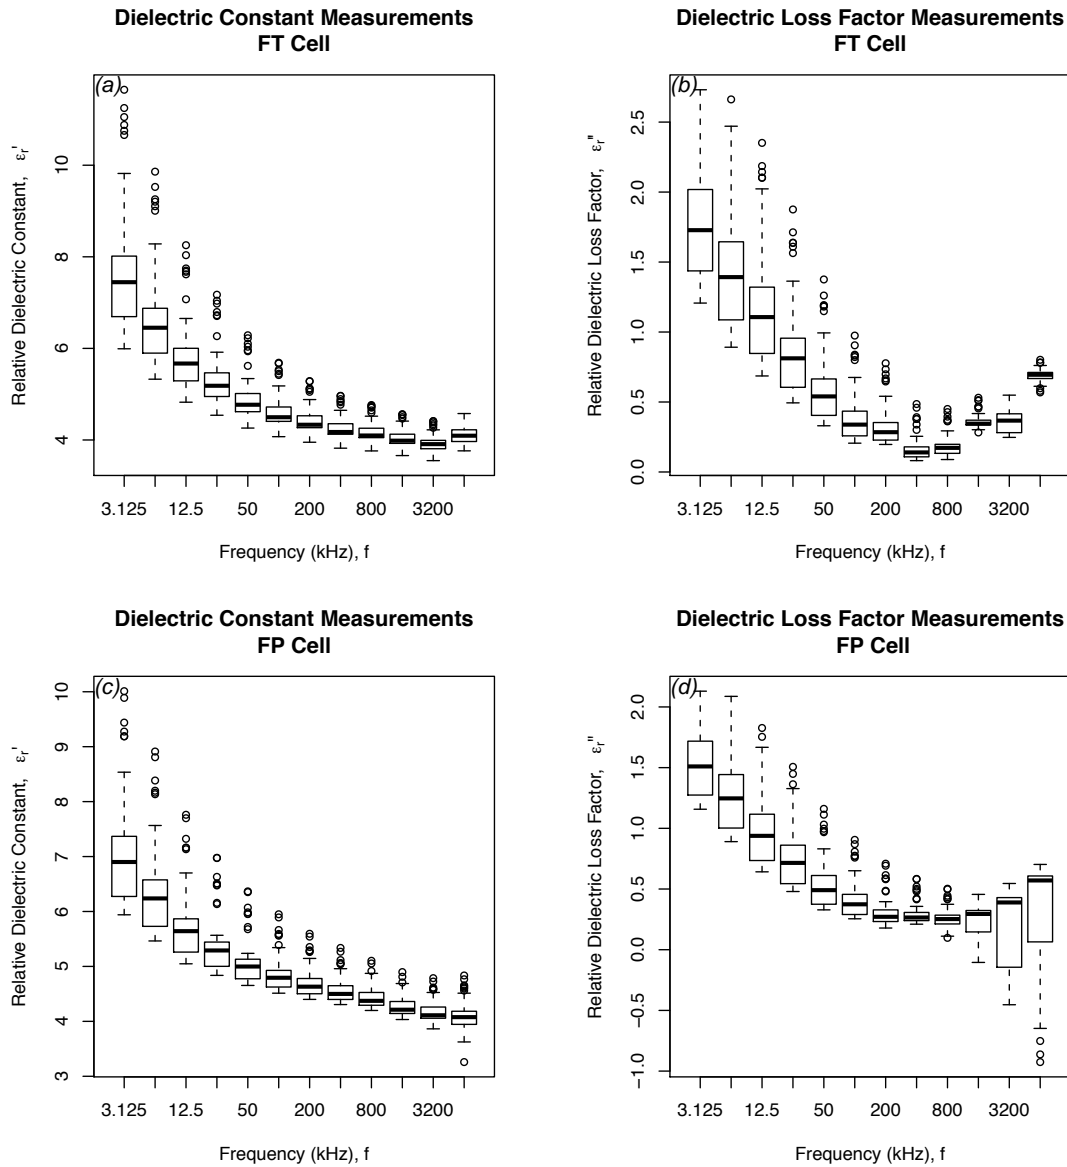 Dielectric Constant Measurements
FT Cell
(a)
Relative Dielectric Constant, εr'
4 6 8 10
3.125 12.5 50 200 800 3200
Frequency (kHz), f
Dielectric Loss Factor Measurements
FT Cell
(b)
Relative Dielectric Loss Factor, εr''
0.0 0.5 1.0 1.5 2.0 2.5
3.125 12.5 50 200 800 3200
Frequency (kHz), f
Dielectric Constant Measurements
FP Cell
(c)
Relative Dielectric Constant, εr'
3 4 5 6 7 8 9 10
3.125 12.5 50 200 800 3200
Frequency (kHz), f
Dielectric Loss Factor Measurements
FP Cell
(d)
Relative Dielectric Loss Factor, εr''
−1.0 −0.5 0.0 0.5 1.0 1.5 2.0
3.125 12.5 50 200 800 3200
Frequency (kHz), f